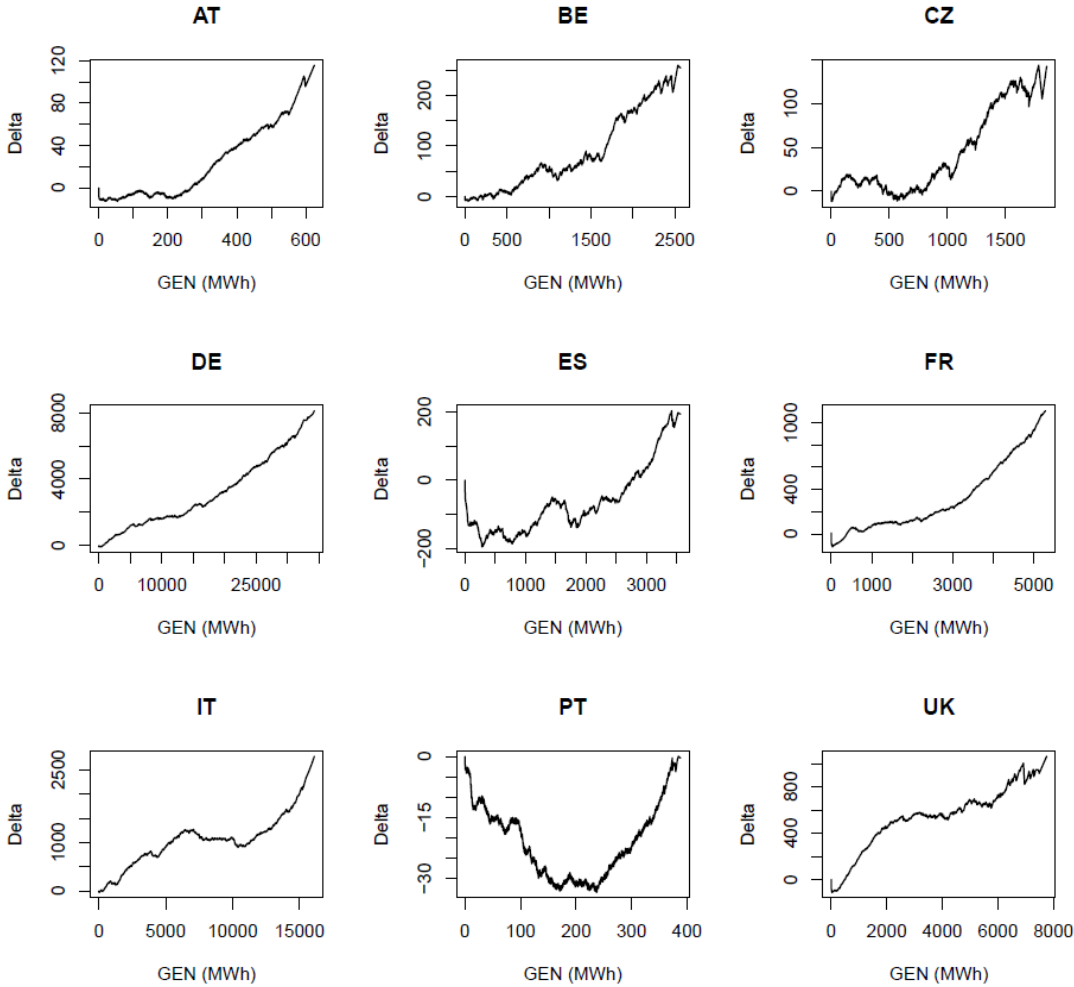 AT BE CZ
Delta 0 40 80 120
0 200 400 600
GEN (MWh)
Delta 0 100 200
0 500 1500 2500
GEN (MWh)
Delta 0 50 100
0 500 1000 1500
GEN (MWh)
DE ES FR
Delta 0 4000 8000
0 10000 25000
GEN (MWh)
Delta -200 0 200
0 1000 2000 3000
GEN (MWh)
Delta 0 400 1000
0 1000 3000 5000
GEN (MWh)
IT PT UK
Delta 0 1000 2500
0 5000 10000 15000
GEN (MWh)
Delta -30 -15 0
0 100 200 300 400
GEN (MWh)
Delta 0 400 800
0 2000 4000 6000 8000
GEN (MWh)